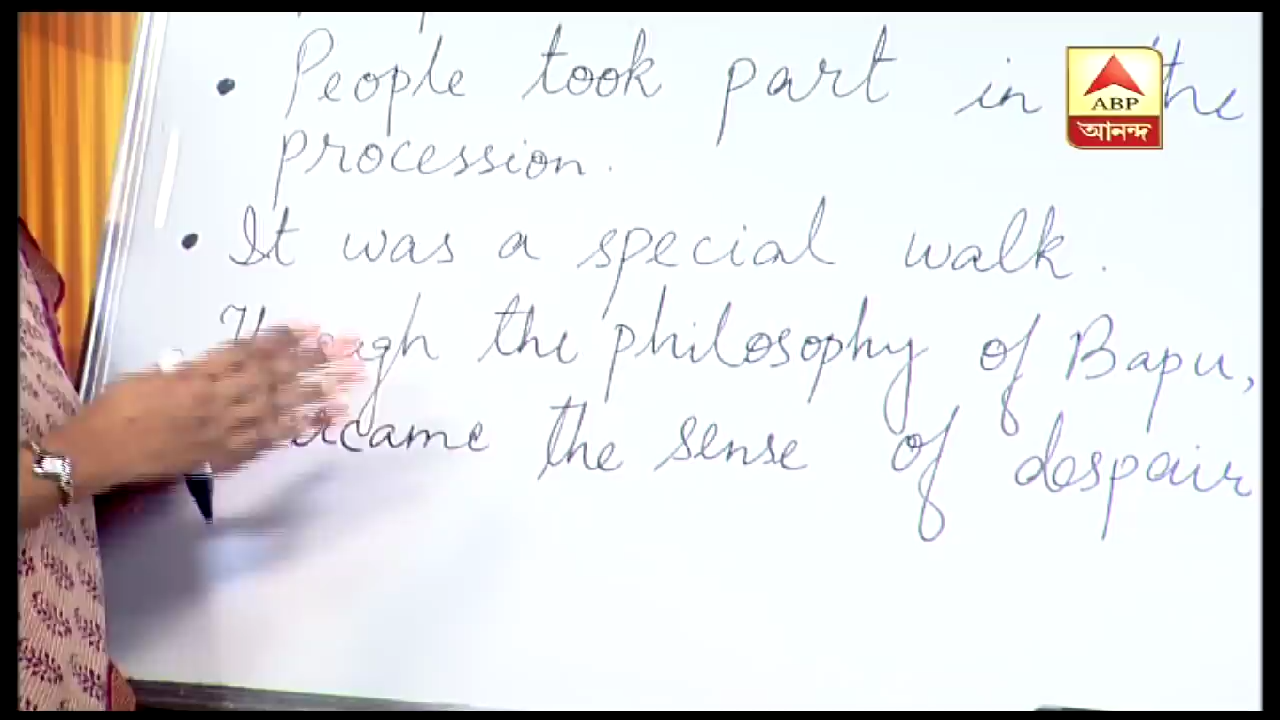 • People took part in the
procession.
• It was a special walk.
the philosophy of Bapu,
the sense of despair
ABP
আনন্দ